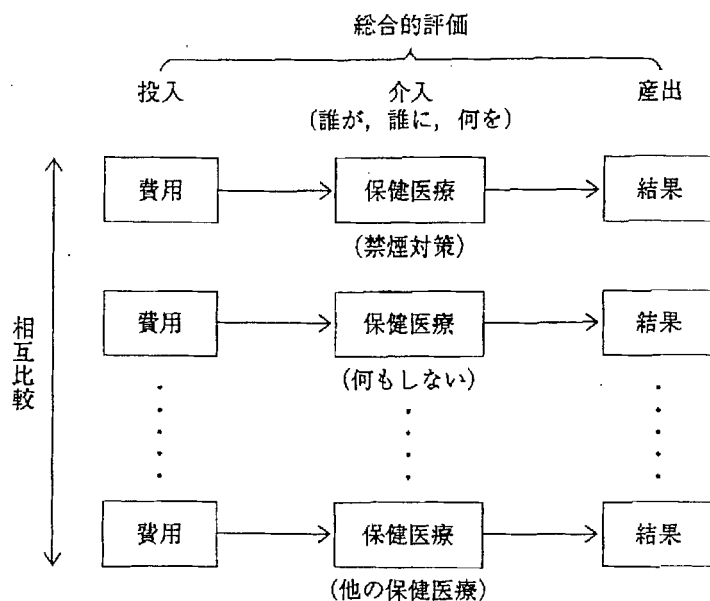 総合的評価
投入 介入 産出
(誰が，誰に，何を)
費用 保健医療 結果
(禁煙対策)
費用 保健医療 結果
(何もしない)
相互比較
費用 保健医療 結果
(他の保健医療)